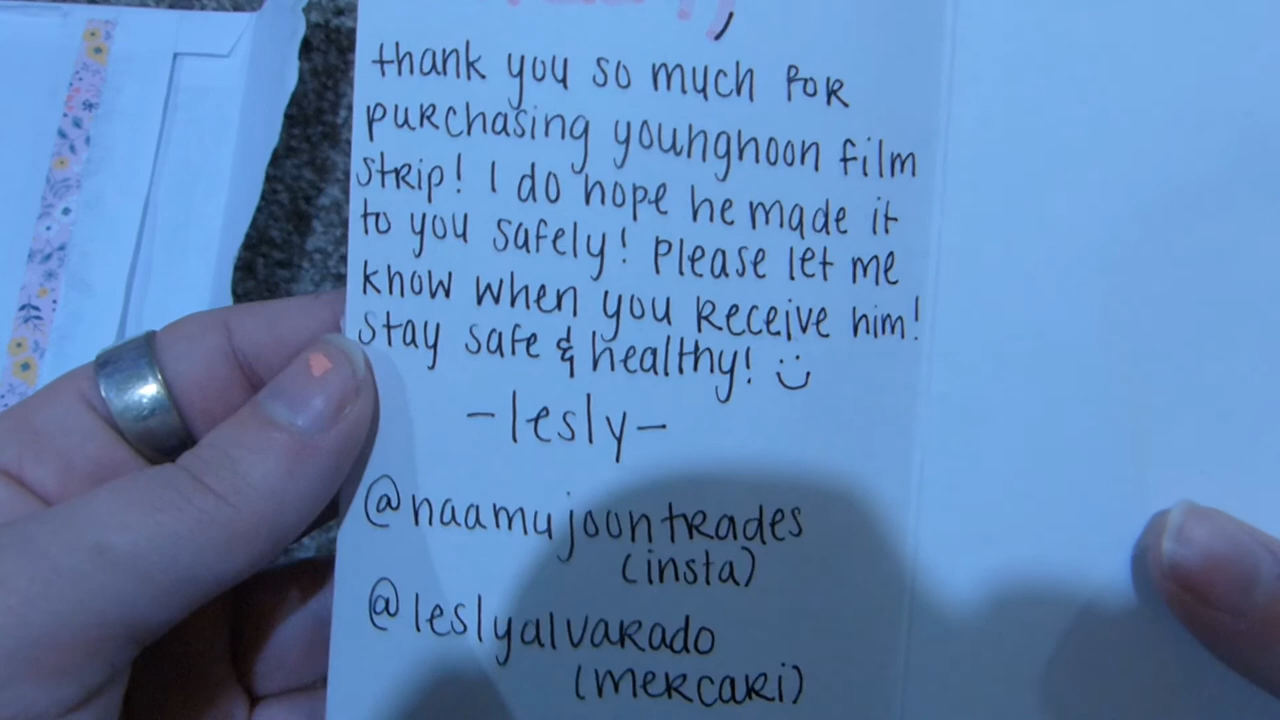 thank you so much for
purchasing younghoon film
strip! I do hope he made it
to you safely! Please let me
know when you receive him!
stay safe & healthy! :)
-lesly-
@naamujoontrades
(insta)
@leslyalvarado
(mercari)